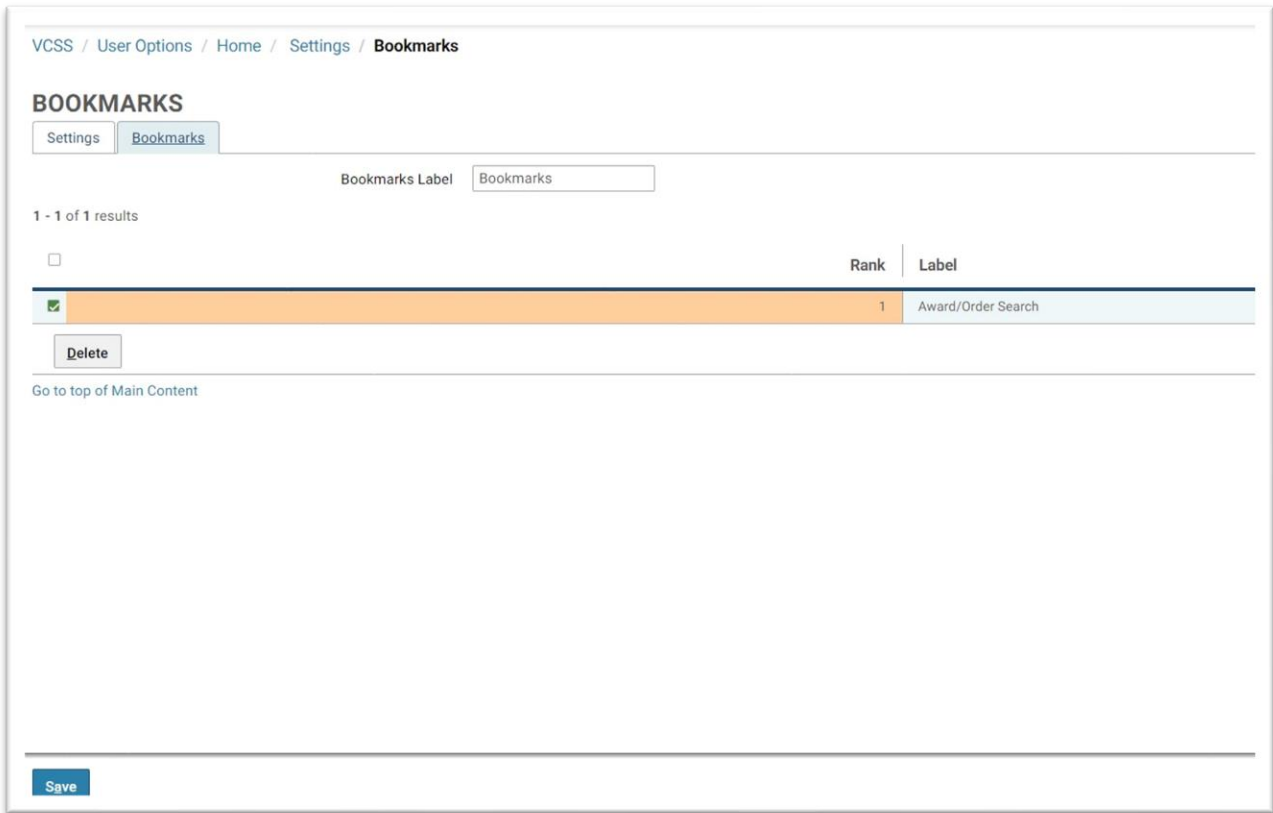 VCSS / User Options / Home / Settings / Bookmarks
BOOKMARKS
Settings Bookmarks
Bookmarks Label Bookmarks
1 - 1 of 1 results
Rank Label
1 Award/Order Search
Delete
Go to top of Main Content
Save